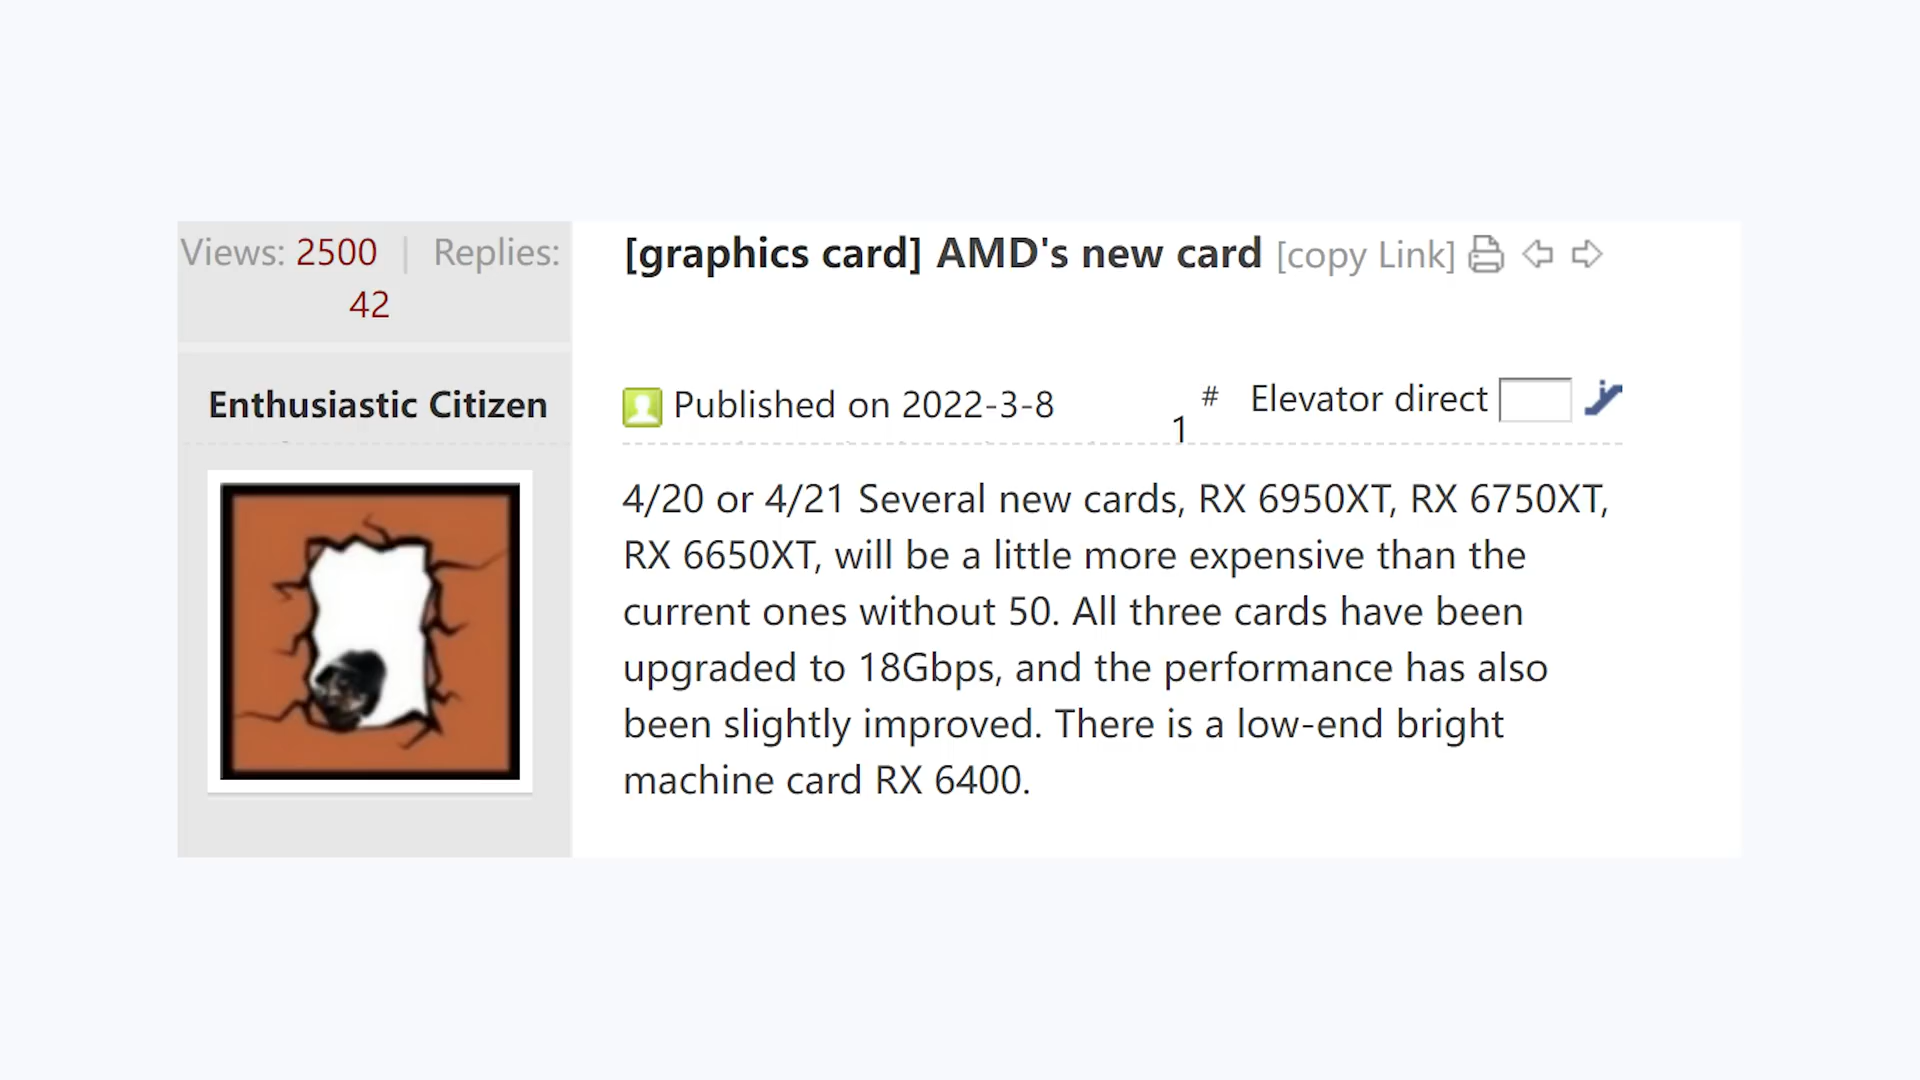 Views: 2500 | Replies:
42
[graphics card] AMD's new card [copy Link]
Enthusiastic Citizen
Published on 2022-3-8
1 # Elevator direct
4/20 or 4/21 Several new cards, RX 6950XT, RX 6750XT,
RX 6650XT, will be a little more expensive than the
current ones without 50. All three cards have been
upgraded to 18Gbps, and the performance has also
been slightly improved. There is a low-end bright
machine card RX 6400.